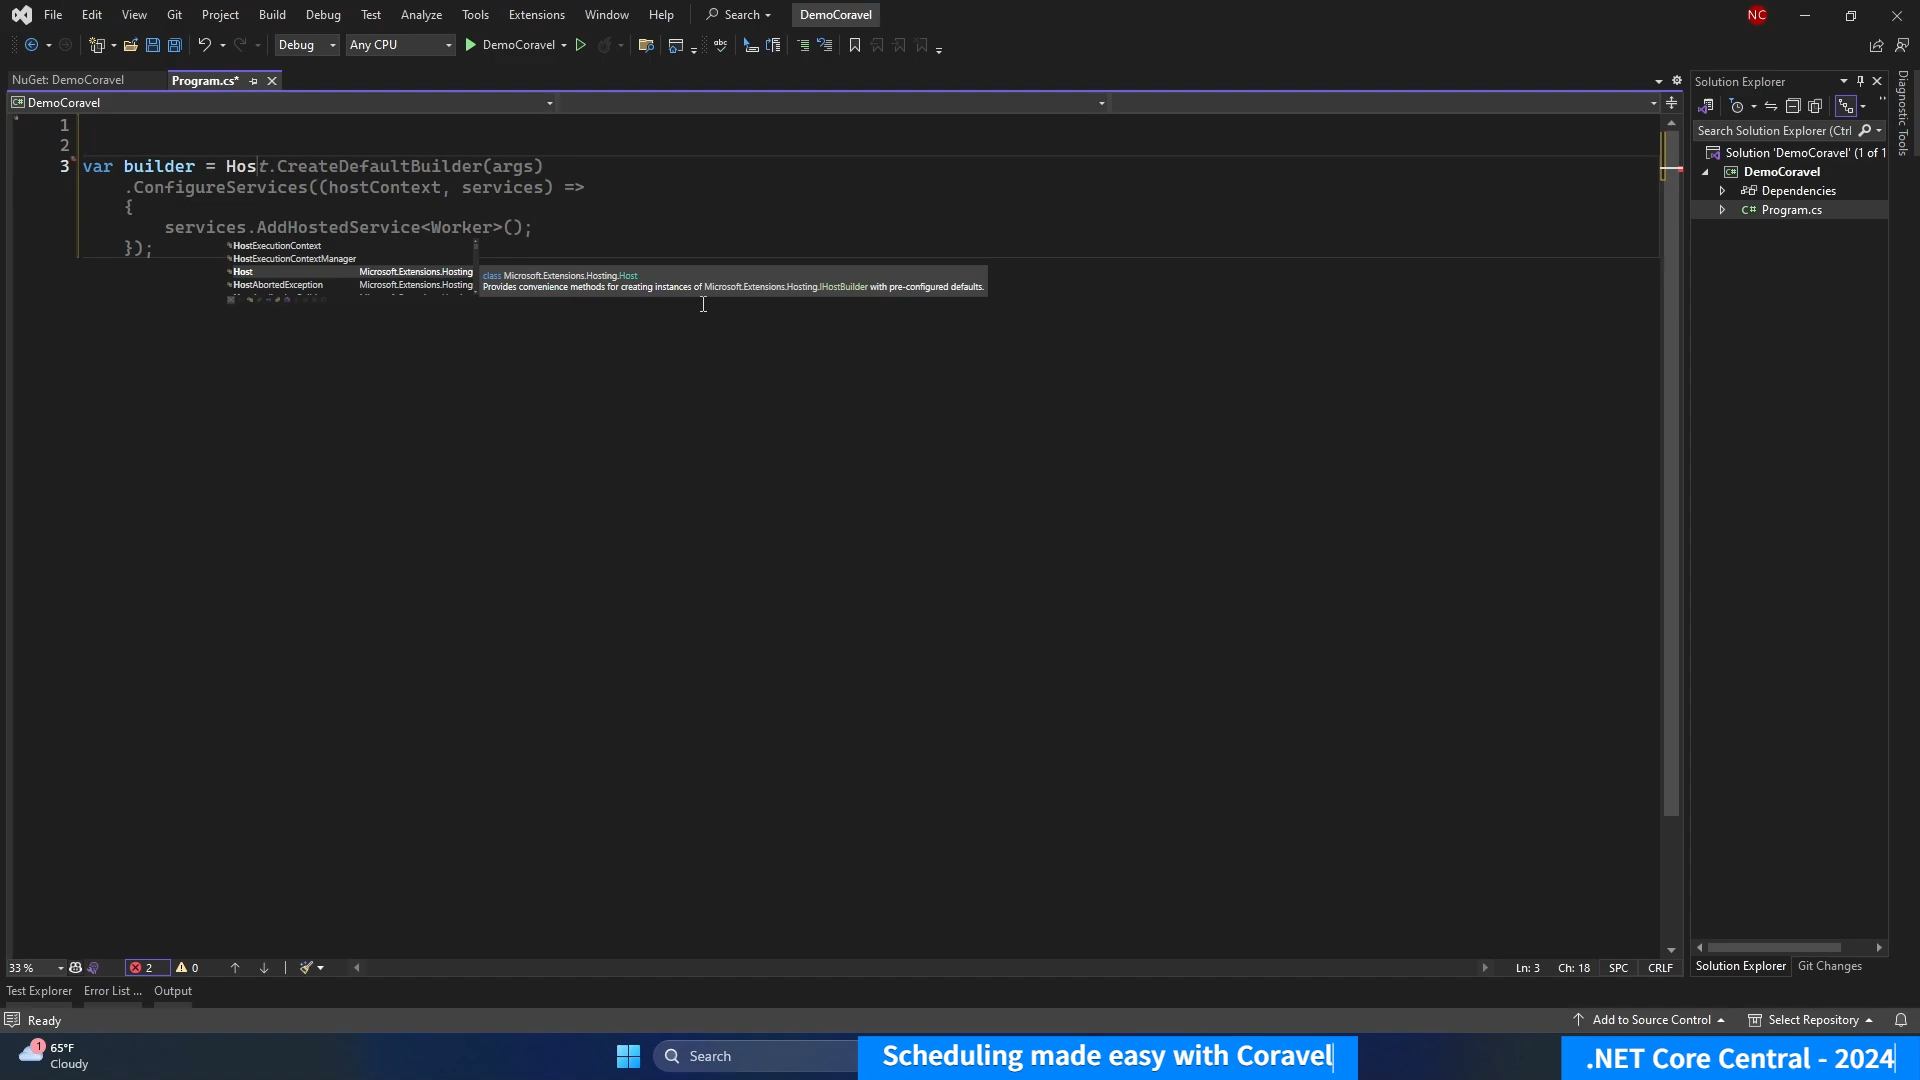 File Edit View Git Project Build Debug Test Analyze Tools Extensions Window Help Search DemoCoravel NC
Debug Any CPU DemoCoravel
NuGet: DemoCoravel Program.cs*
C# DemoCoravel
1
2
3 var builder = Host.CreateDefaultBuilder(args)
.ConfigureServices((hostContext, services) =>
{
services.AddHostedService<Worker>();
});
HostExecutionContext
HostExecutionContextManager
Host Microsoft.Extensions.Hosting
HostAbortedException Microsoft.Extensions.Hosting
class Microsoft.Extensions.Hosting.Host
Provides convenience methods for creating instances of Microsoft.Extensions.Hosting.IHostBuilder with pre-configured defaults.
Solution Explorer
Search Solution Explorer (Ctrl
Solution 'DemoCoravel' (1 of 1
C# DemoCoravel
Dependencies
C# Program.cs
Diagnostic Tools
33 % 2 0 Ln: 3 Ch: 18 SPC CRLF
Solution Explorer Git Changes
Test Explorer Error List ... Output
Ready Add to Source Control Select Repository
1 65°F
Cloudy
Search
Scheduling made easy with Coravel
.NET Core Central - 2024